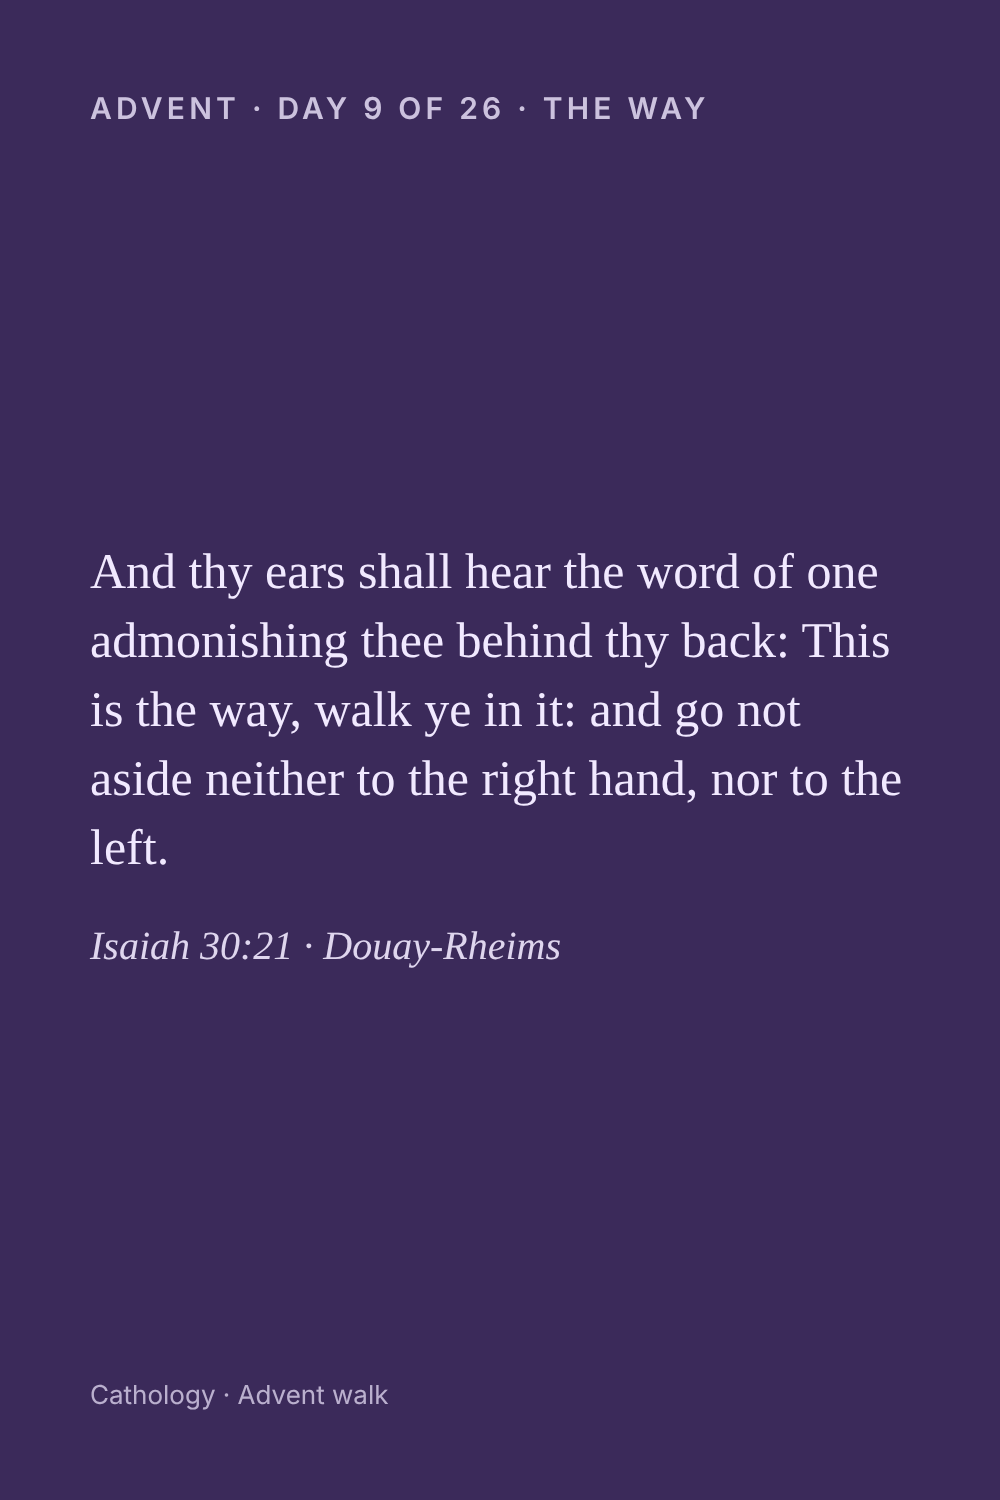 ADVENT · DAY 9 OF 26 · THE WAY
And thy ears shall hear the word of one
admonishing thee behind thy back: This
is the way, walk ye in it: and go not
aside neither to the right hand, nor to the
left.
Isaiah 30:21 · Douay-Rheims
Cathology · Advent walk